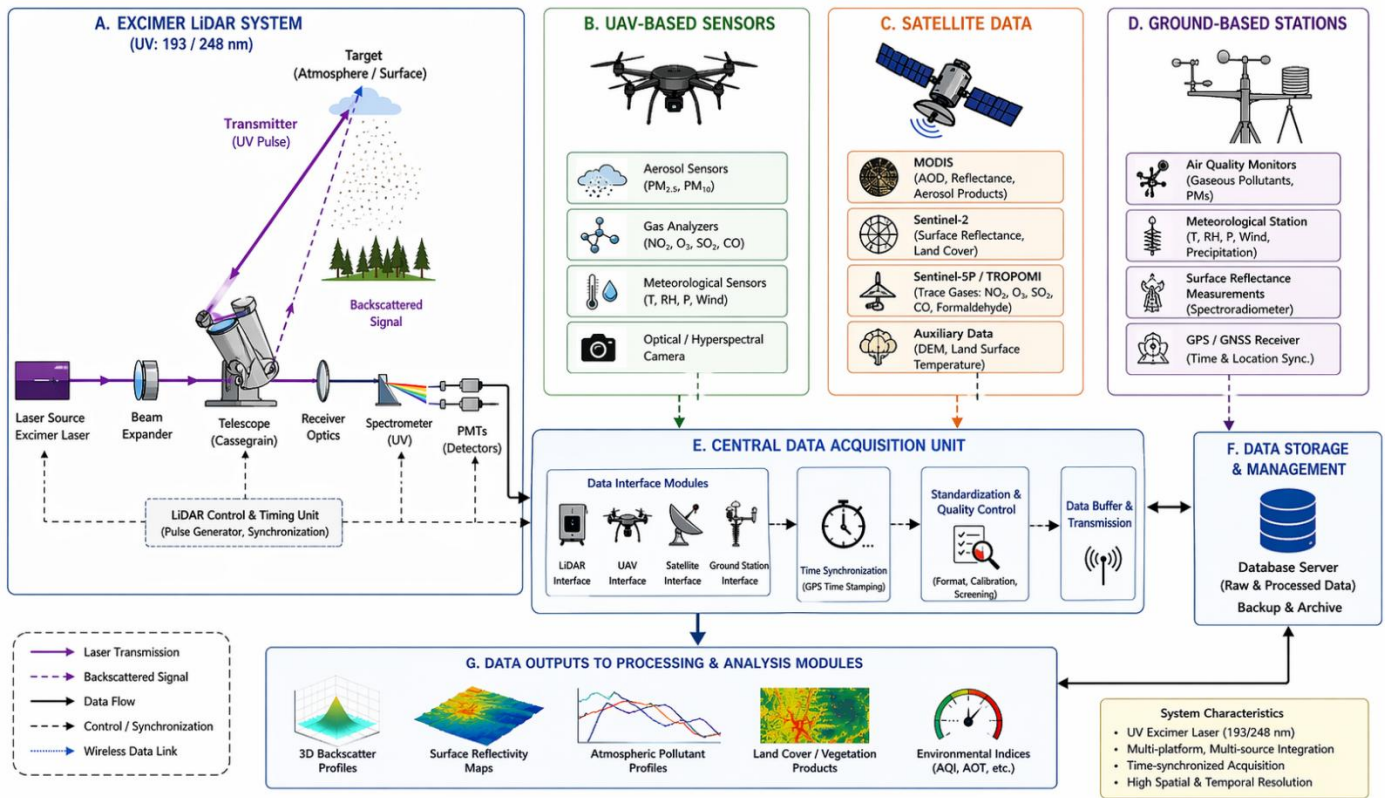 A. EXCIMER LiDAR SYSTEM
(UV: 193 / 248 nm)
Target
(Atmosphere / Surface)
Transmitter
(UV Pulse)
Backscattered
Signal
Laser Source
Excimer Laser
Beam
Expander
Telescope
(Cassegrain)
Receiver
Optics
Spectrometer
(UV)
PMTs
(Detectors)
LiDAR Control & Timing Unit
(Pulse Generator, Synchronization)
B. UAV-BASED SENSORS
Aerosol Sensors
(PM₂.₅, PM₁₀)
Gas Analyzers
(NO₂, O₃, SO₂, CO)
Meteorological Sensors
(T, RH, P, Wind)
Optical / Hyperspectral
Camera
C. SATELLITE DATA
MODIS
(AOD, Reflectance,
Aerosol Products)
Sentinel-2
(Surface Reflectance,
Land Cover)
Sentinel-5P / TROPOMI
(Trace Gases: NO₂, O₃, SO₂,
CO, Formaldehyde)
Auxiliary Data
(DEM, Land Surface
Temperature)
D. GROUND-BASED STATIONS
Air Quality Monitors
(Gaseous Pollutants,
PMs)
Meteorological Station
(T, RH, P, Wind,
Precipitation)
Surface Reflectance
Measurements
(Spectroradiometer)
GPS / GNSS Receiver
(Time & Location Sync.)
E. CENTRAL DATA ACQUISITION UNIT
Data Interface Modules
LiDAR
Interface
UAV
Interface
Satellite
Interface
Ground Station
Interface
Time Synchronization
(GPS Time Stamping)
Standardization &
Quality Control
(Format, Calibration,
Screening)
Data Buffer &
Transmission
F. DATA STORAGE
& MANAGEMENT
Database Server
(Raw & Processed Data)
Backup & Archive
Laser Transmission
Backscattered Signal
Data Flow
Control / Synchronization
Wireless Data Link
G. DATA OUTPUTS TO PROCESSING & ANALYSIS MODULES
3D Backscatter
Profiles
Surface Reflectivity
Maps
Atmospheric Pollutant
Profiles
Land Cover / Vegetation
Products
Environmental Indices
(AQI, AOT, etc.)
System Characteristics
• UV Excimer Laser (193/248 nm)
• Multi-platform, Multi-source Integration
• Time-synchronized Acquisition
• High Spatial & Temporal Resolution